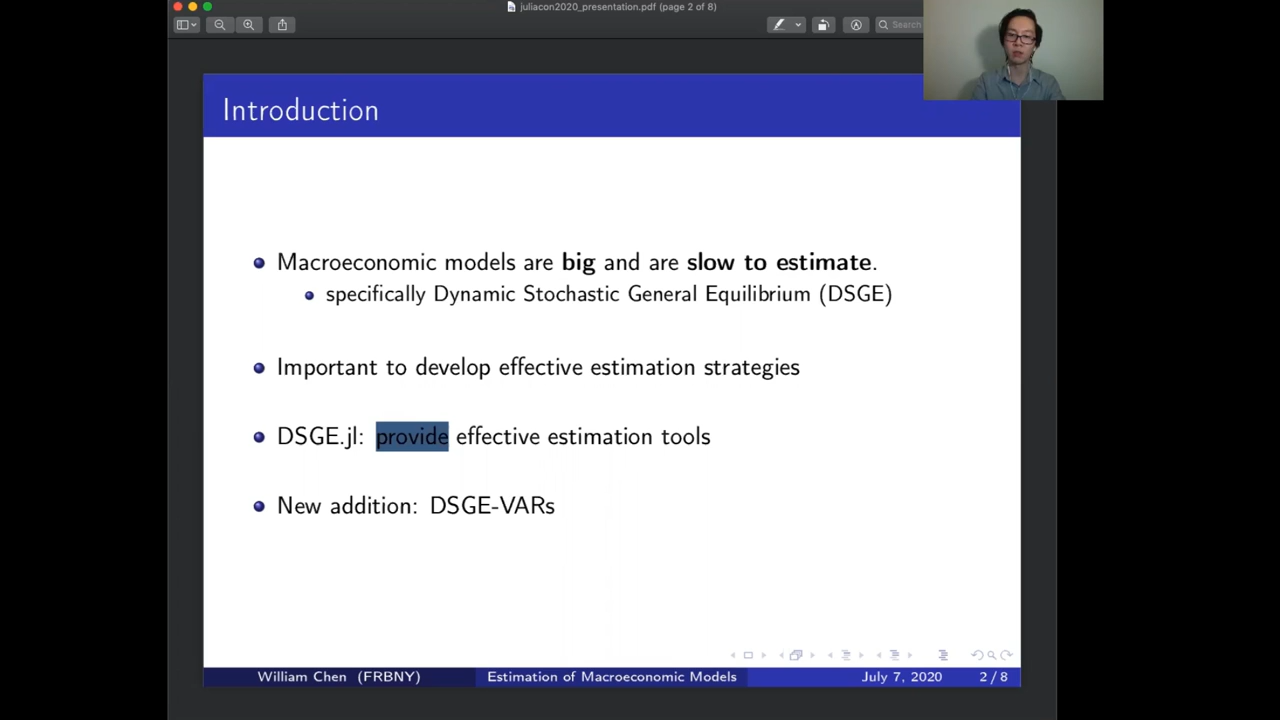 juliacon2020_presentation.pdf (page 2 of 8)
Search
Introduction
Macroeconomic models are big and are slow to estimate.
specifically Dynamic Stochastic General Equilibrium (DSGE)
Important to develop effective estimation strategies
DSGE.jl: provide effective estimation tools
New addition: DSGE-VARs
William Chen (FRBNY) Estimation of Macroeconomic Models July 7, 2020 2 / 8